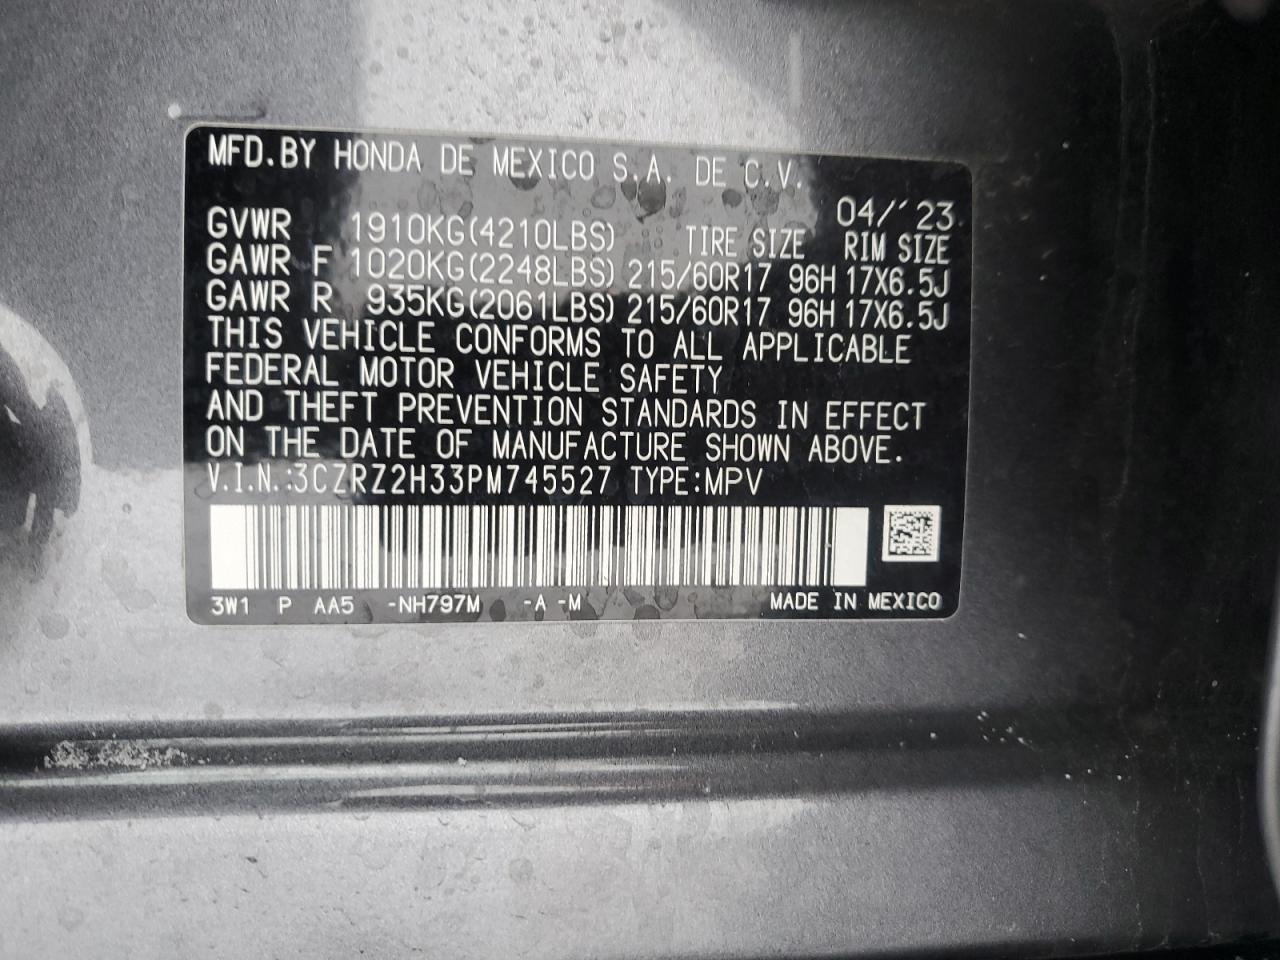 MFD.BY HONDA DE MEXICO S.A. DE C.V.
04/'23
GVWR 1910KG(4210LBS) TIRE SIZE RIM SIZE
GAWR F 1020KG(2248LBS) 215/60R17 96H 17X6.5J
GAWR R 935KG(2061LBS) 215/60R17 96H 17X6.5J
THIS VEHICLE CONFORMS TO ALL APPLICABLE
FEDERAL MOTOR VEHICLE SAFETY
AND THEFT PREVENTION STANDARDS IN EFFECT
ON THE DATE OF MANUFACTURE SHOWN ABOVE.
V.I.N.:3CZRZ2H33PM745527 TYPE:MPV
3W1 P AA5 -NH797M -A -M MADE IN MEXICO